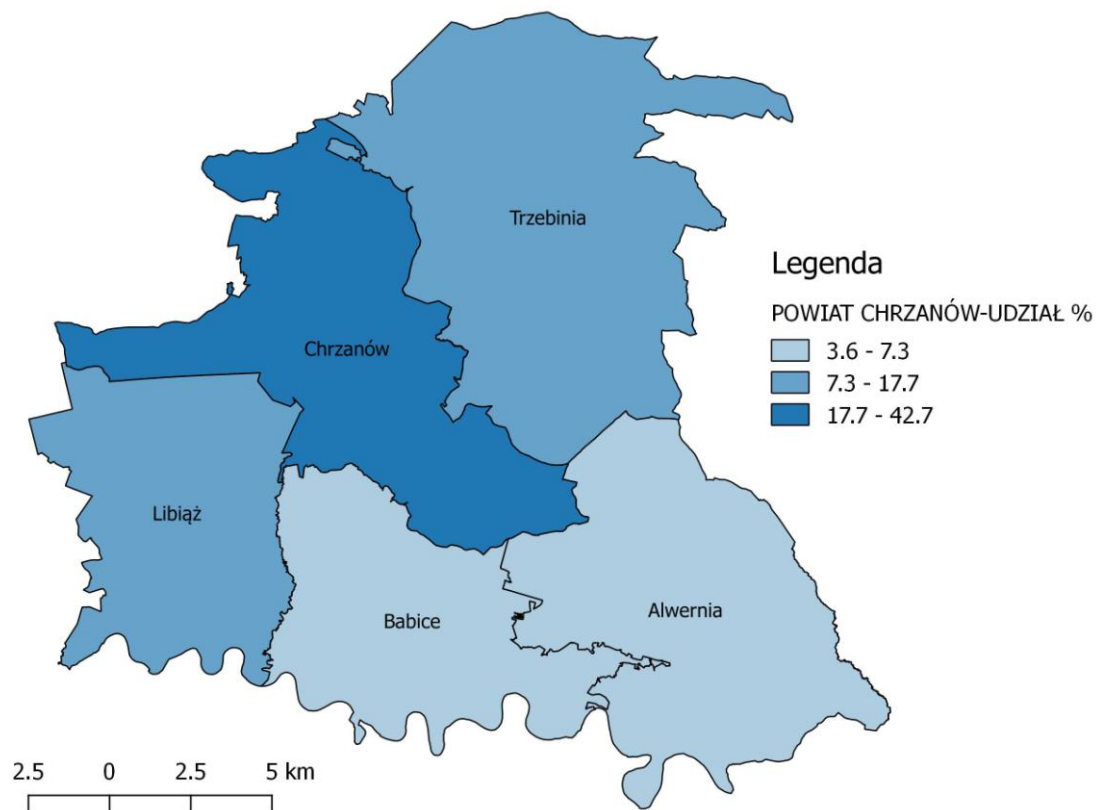 Trzebinia
Legenda
POWIAT CHRZANÓW-UDZIAŁ %
3.6 - 7.3
7.3 - 17.7
17.7 - 42.7
Chrzanów
Libiąż
Babice
Alwernia
2.5 0 2.5 5 km